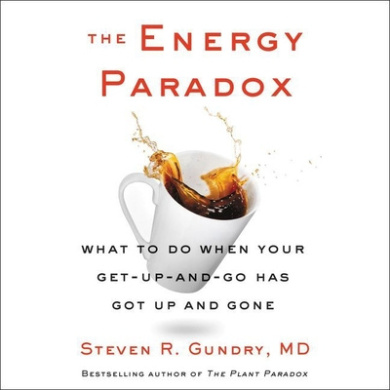 THE ENERGY
PARADOX
WHAT TO DO WHEN YOUR
GET-UP-AND-GO HAS
GOT UP AND GONE
STEVEN R. GUNDRY, MD
BESTSELLING AUTHOR OF THE PLANT PARADOX